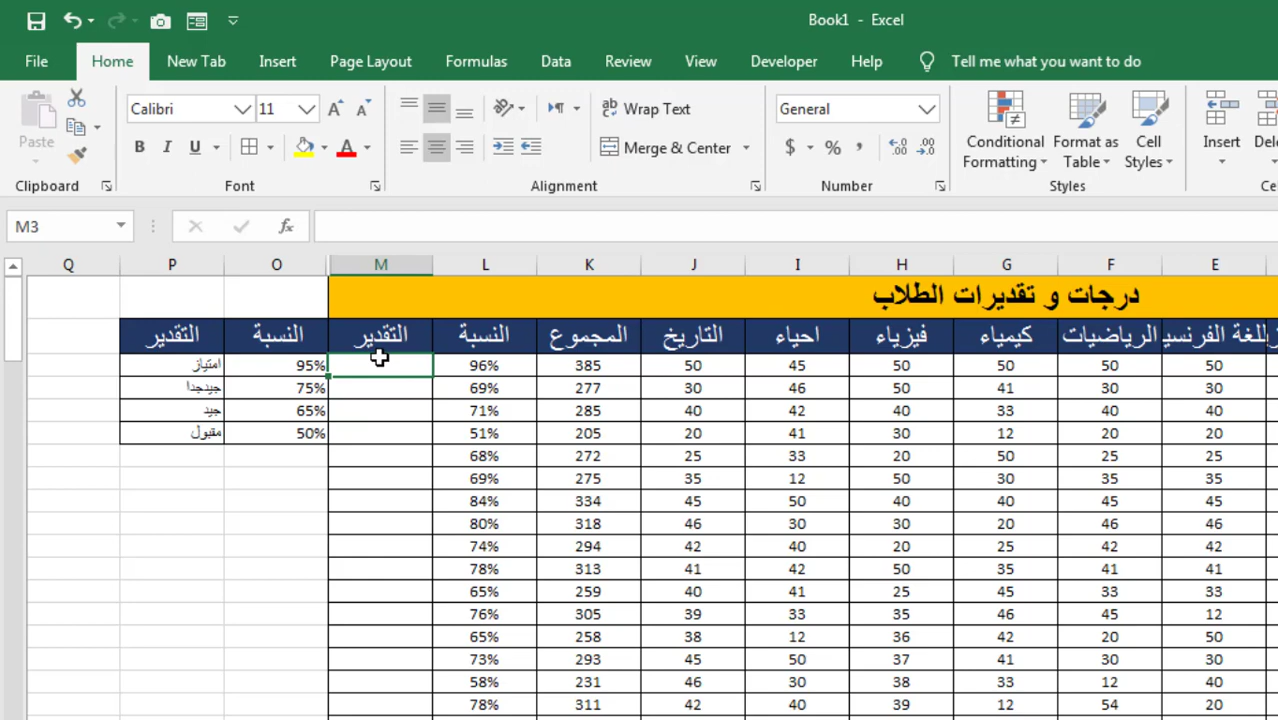 Book1 - Excel
File Home New Tab Insert Page Layout Formulas Data Review View Developer Help Tell me what you want to do
Paste Calibri 11 Wrap Text General Conditional Formatting Format as Table Cell Styles Insert
B I U Merge & Center $ % ,
Clipboard Font Alignment Number Styles
M3 fx
Q P O M L K J I H G F E
درجات و تقديرات الطلاب
اللغة الفرنسي الرياضيات كيمياء فيزياء احياء التاريخ المجموع النسبة التقدير النسبة التقدير
50 50 50 50 45 50 385 96% 95% امتياز
30 30 41 50 46 30 277 69% 75% جيدجدا
40 40 33 40 42 40 285 71% 65% جيد
20 20 12 30 41 20 205 51% 50% مقبول
25 25 50 20 33 25 272 68%
35 35 30 50 12 35 275 69%
45 45 40 40 50 45 334 84%
46 46 20 30 30 46 318 80%
42 42 25 20 40 42 294 74%
41 41 35 50 42 41 313 78%
33 33 45 25 41 40 259 65%
12 45 46 35 33 39 305 76%
50 20 42 36 12 38 258 65%
30 30 41 37 50 45 293 73%
40 12 33 38 30 46 231 58%
20 54 12 39 40 42 311 78%